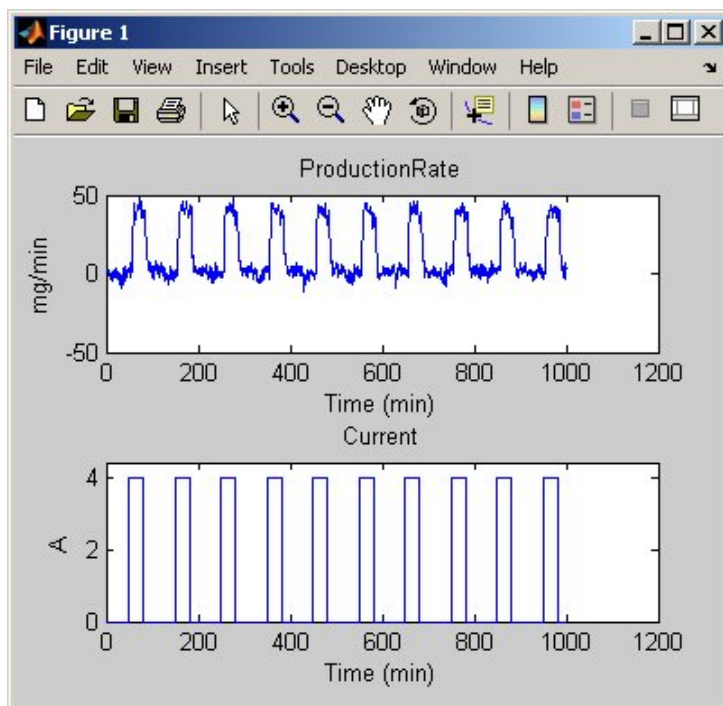 Figure 1
File Edit View Insert Tools Desktop Window Help
ProductionRate
50
0
-50
mg/min
0 200 400 600 800 1000 1200
Time (min)
Current
4
2
0
A
0 200 400 600 800 1000 1200
Time (min)